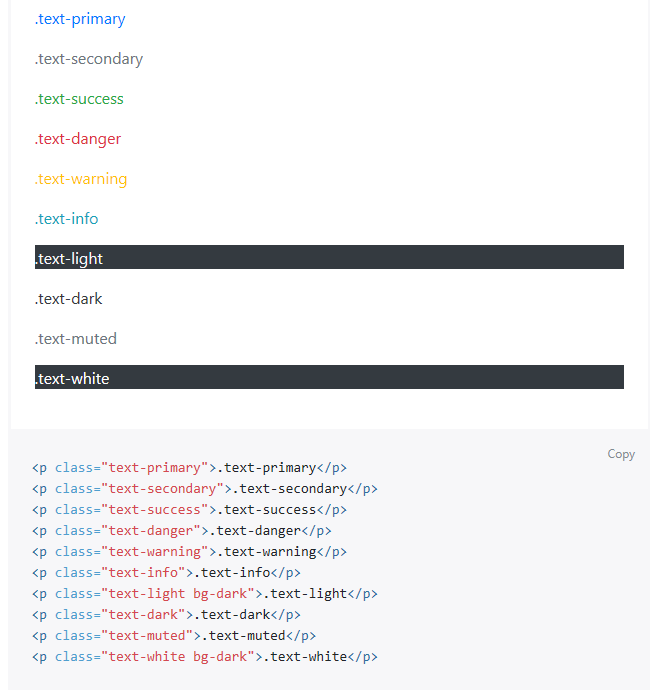 .text-primary
.text-secondary
.text-success
.text-danger
.text-warning
.text-info
.text-light
.text-dark
.text-muted
.text-white
Copy
<p class="text-primary">.text-primary</p>
<p class="text-secondary">.text-secondary</p>
<p class="text-success">.text-success</p>
<p class="text-danger">.text-danger</p>
<p class="text-warning">.text-warning</p>
<p class="text-info">.text-info</p>
<p class="text-light bg-dark">.text-light</p>
<p class="text-dark">.text-dark</p>
<p class="text-muted">.text-muted</p>
<p class="text-white bg-dark">.text-white</p>